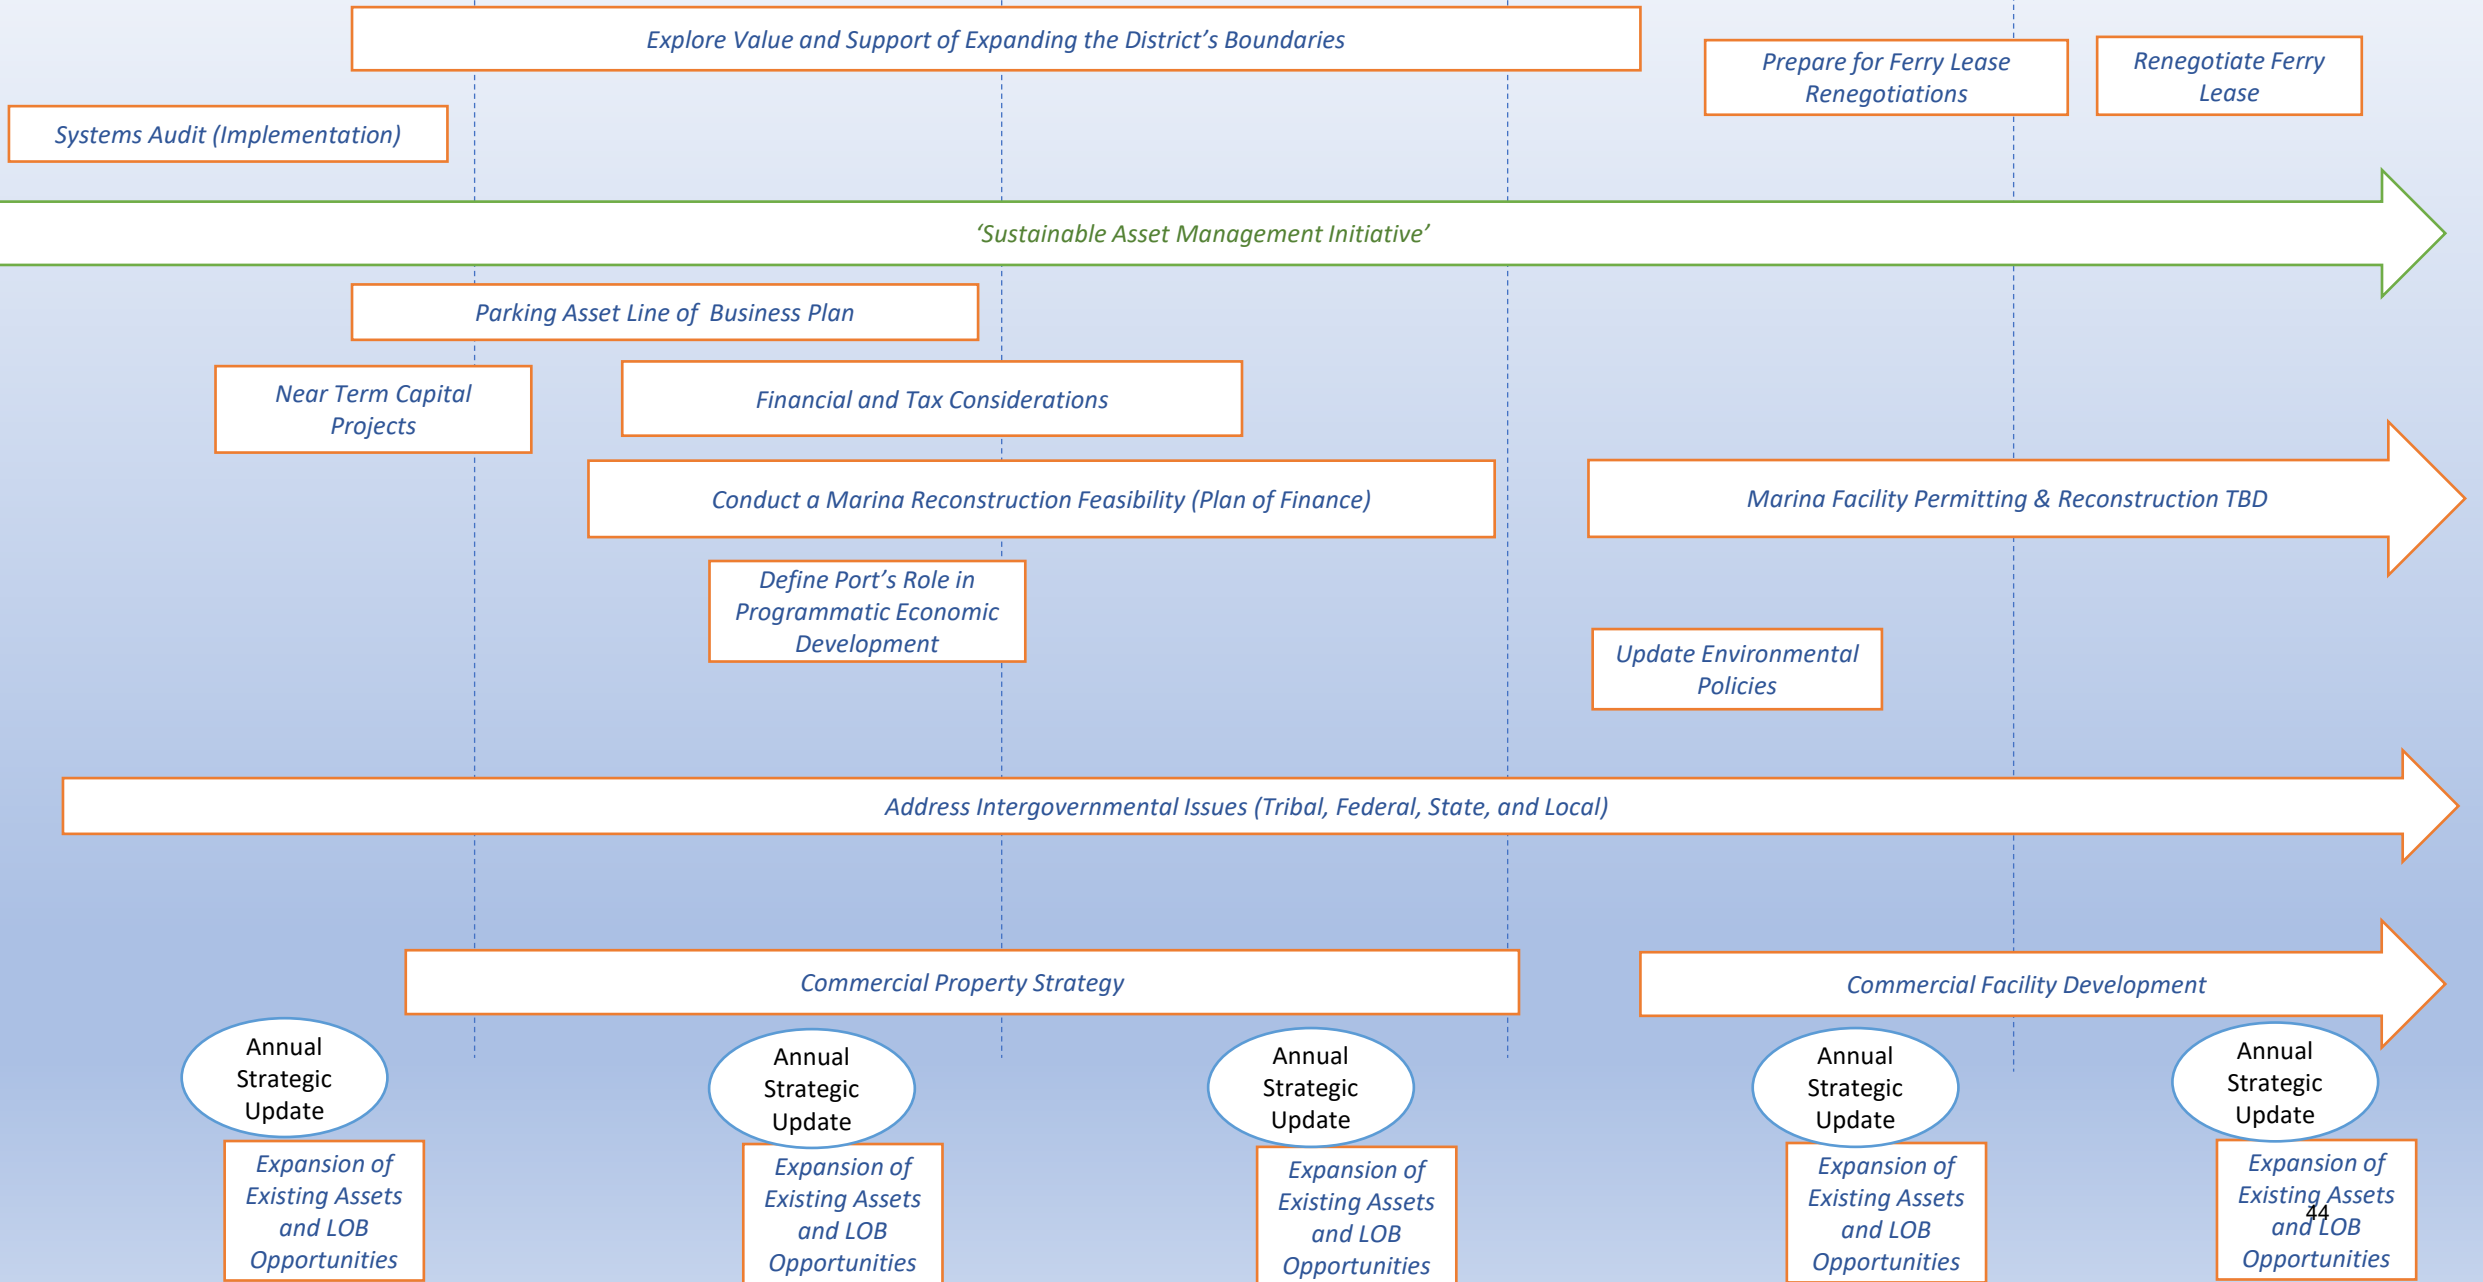 Explore Value and Support of Expanding the District’s Boundaries
Prepare for Ferry Lease
Renegotiations
Renegotiate Ferry
Lease
Systems Audit (Implementation)
‘Sustainable Asset Management Initiative’
Parking Asset Line of Business Plan
Near Term Capital
Projects
Financial and Tax Considerations
Conduct a Marina Reconstruction Feasibility (Plan of Finance)
Marina Facility Permitting & Reconstruction TBD
Define Port’s Role in
Programmatic Economic
Development
Update Environmental
Policies
Address Intergovernmental Issues (Tribal, Federal, State, and Local)
Commercial Property Strategy
Commercial Facility Development
Annual
Strategic
Update
Annual
Strategic
Update
Annual
Strategic
Update
Annual
Strategic
Update
Annual
Strategic
Update
Expansion of
Existing Assets
and LOB
Opportunities
Expansion of
Existing Assets
and LOB
Opportunities
Expansion of
Existing Assets
and LOB
Opportunities
Expansion of
Existing Assets
and LOB
Opportunities
Expansion of
Existing Assets
and LOB
Opportunities
44